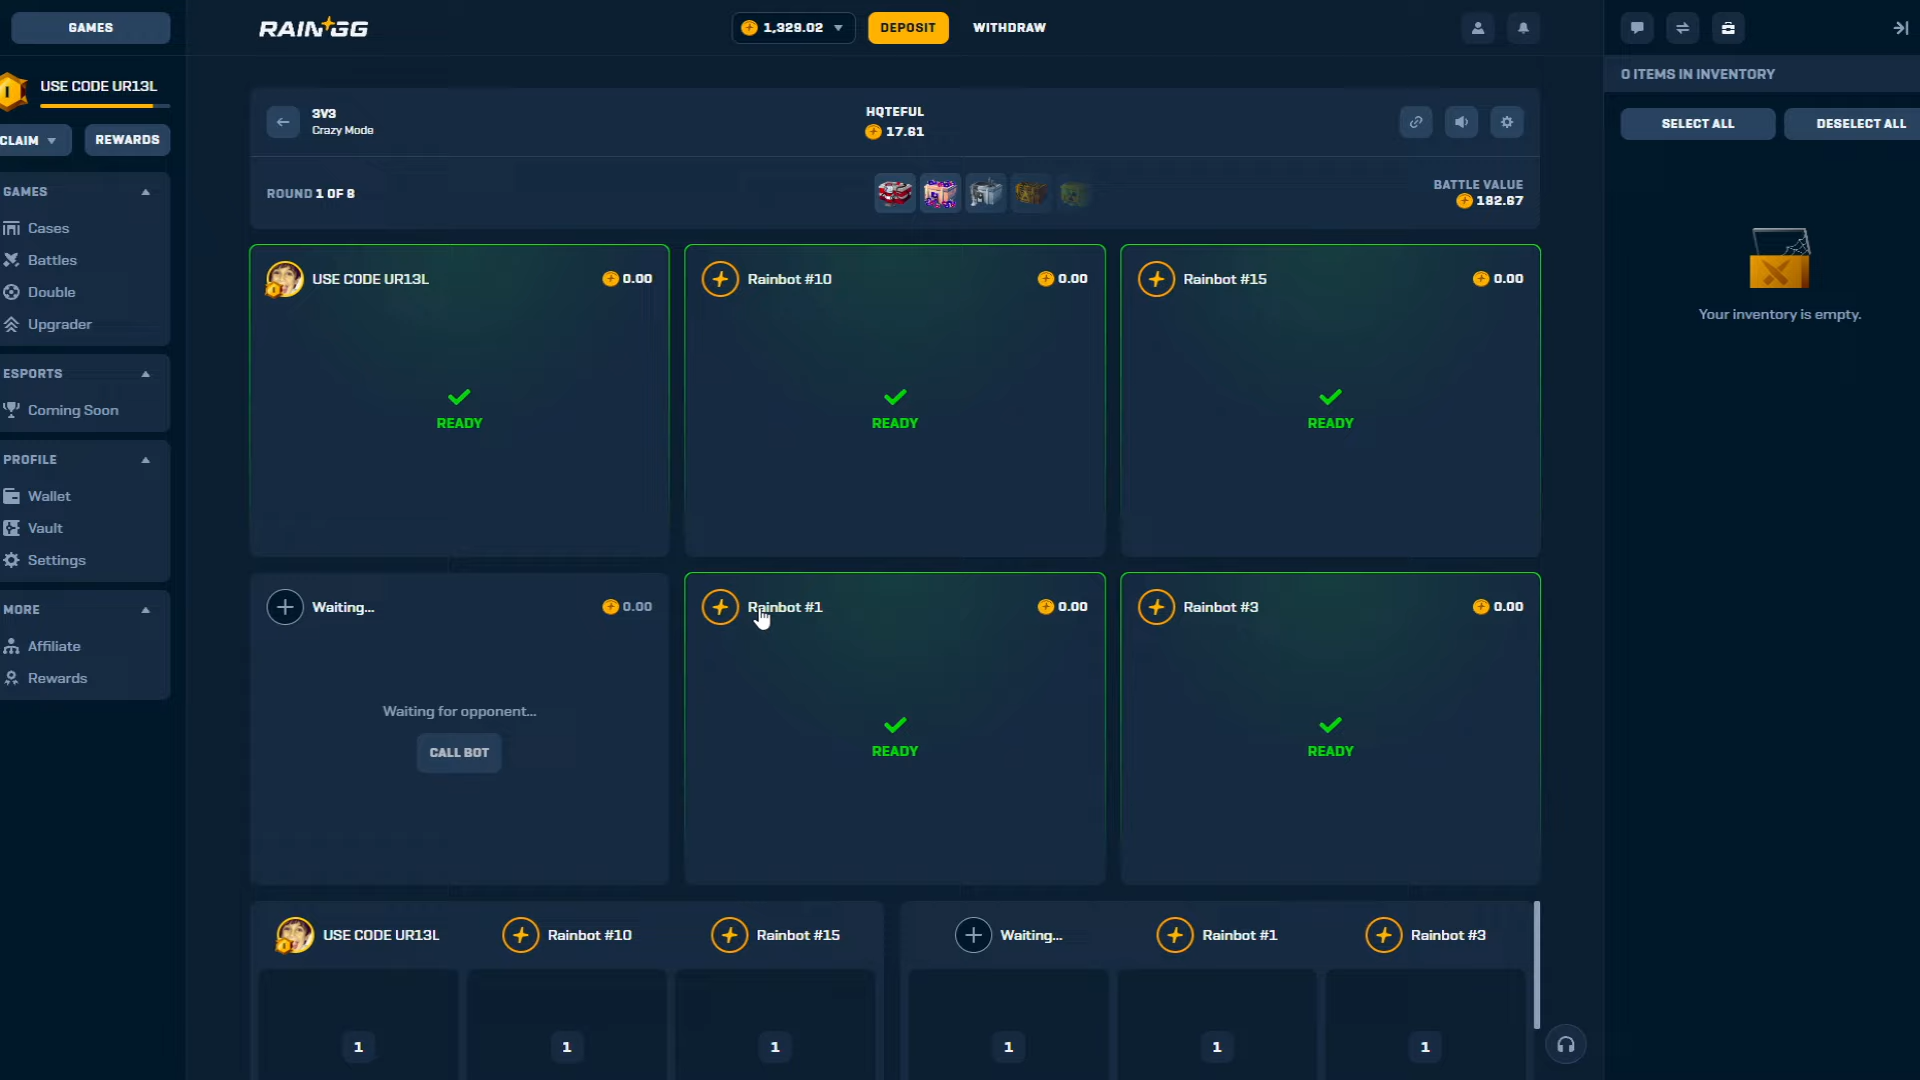 GAMES
RAIN GG
1,329.02
DEPOSIT
WITHDRAW
USE CODE UR13L
CLAIM
REWARDS
GAMES
Cases
Battles
Double
Upgrader
ESPORTS
Coming Soon
PROFILE
Wallet
Vault
Settings
MORE
Affiliate
Rewards
3V3
Crazy Mode
HQTEFUL
17.61
ROUND 1 OF 8
BATTLE VALUE
182.67
USE CODE UR13L
0.00
READY
Rainbot #10
0.00
READY
Rainbot #15
0.00
READY
Waiting...
0.00
Waiting for opponent...
CALL BOT
Rainbot #1
0.00
READY
Rainbot #3
0.00
READY
USE CODE UR13L
Rainbot #10
Rainbot #15
Waiting...
Rainbot #1
Rainbot #3
1
1
1
1
1
1
0 ITEMS IN INVENTORY
SELECT ALL
DESELECT ALL
Your inventory is empty.